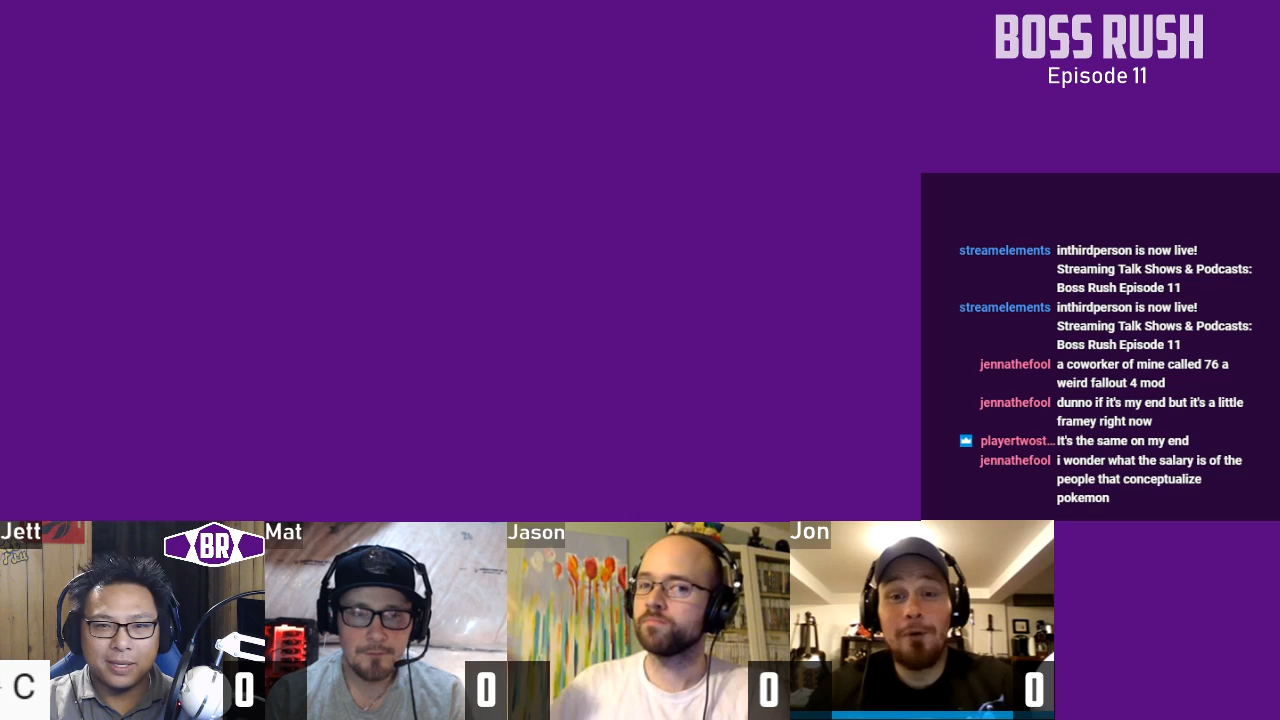 BOSS RUSH
Episode 11
streamelements inthirdperson is now live!
Streaming Talk Shows & Podcasts:
Boss Rush Episode 11
streamelements inthirdperson is now live!
Streaming Talk Shows & Podcasts:
Boss Rush Episode 11
jennathefool a coworker of mine called 76 a
weird fallout 4 mod
jennathefool dunno if it's my end but it's a little
framey right now
playertwost... It's the same on my end
jennathefool i wonder what the salary is of the
people that conceptualize
pokemon
Jett
BR
Mat
Jason
Jon
C
0
0
0
0